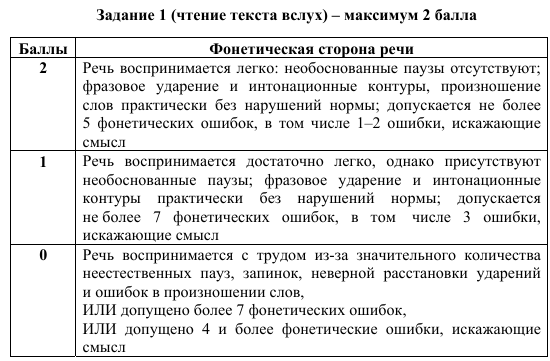 Задание 1 (чтение текста вслух) – максимум 2 балла
Баллы Фонетическая сторона речи
2 Речь воспринимается легко: необоснованные паузы отсутствуют;
фразовое ударение и интонационные контуры, произношение
слов практически без нарушений нормы; допускается не более
5 фонетических ошибок, в том числе 1–2 ошибки, искажающие
смысл
1 Речь воспринимается достаточно легко, однако присутствуют
необоснованные паузы; фразовое ударение и интонационные
контуры практически без нарушений нормы; допускается
не более 7 фонетических ошибок, в том числе 3 ошибки,
искажающие смысл
0 Речь воспринимается с трудом из-за значительного количества
неестественных пауз, запинок, неверной расстановки ударений
и ошибок в произношении слов,
ИЛИ допущено более 7 фонетических ошибок,
ИЛИ допущено 4 и более фонетические ошибки, искажающие
смысл